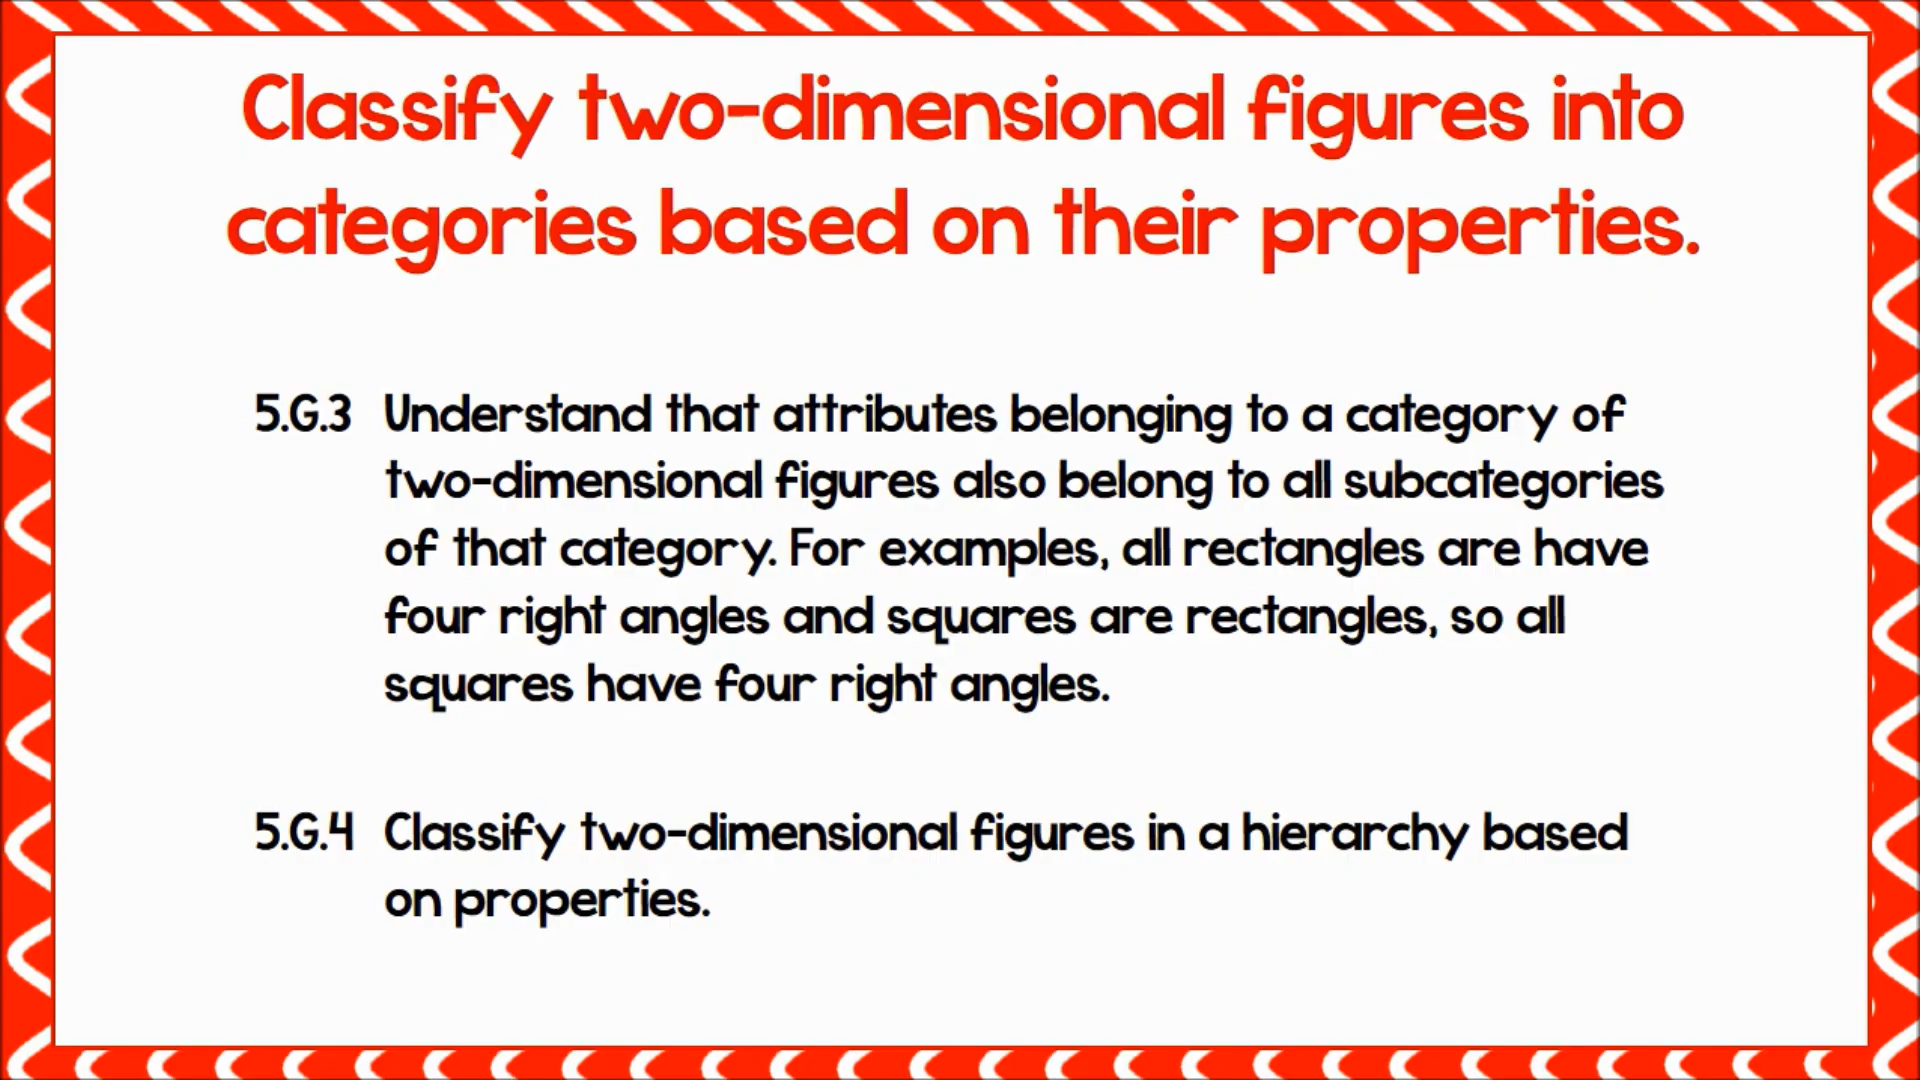 Classify two-dimensional figures into
categories based on their properties.
5.G.3 Understand that attributes belonging to a category of
two-dimensional figures also belong to all subcategories
of that category. For examples, all rectangles are have
four right angles and squares are rectangles, so all
squares have four right angles.
5.G.4 Classify two-dimensional figures in a hierarchy based
on properties.